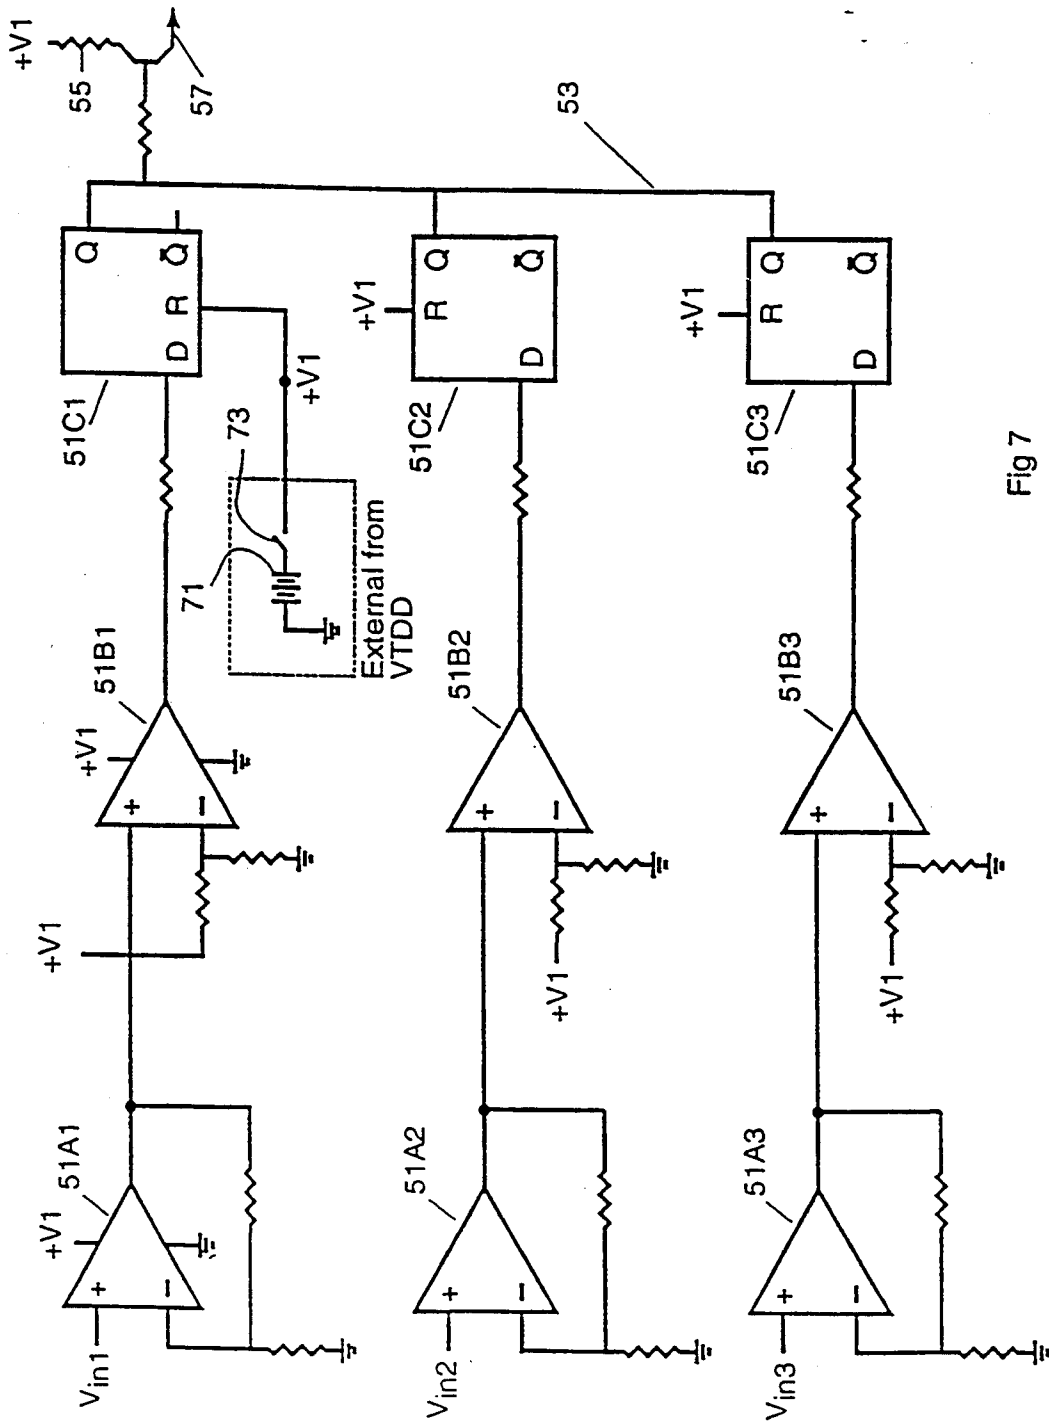 +V1
55
57
53
Q
Q̄
D
R
51C1
+V1
73
71
External from
VTDD
51B1
+V1
+
−
+V1
51A1
+V1
+
−
Vin1
+V1
R
Q
Q̄
D
51C2
51B2
+
−
+V1
51A2
+
−
Vin2
+V1
R
Q
Q̄
D
51C3
51B3
+
−
+V1
51A3
+
−
Vin3
Fig 7